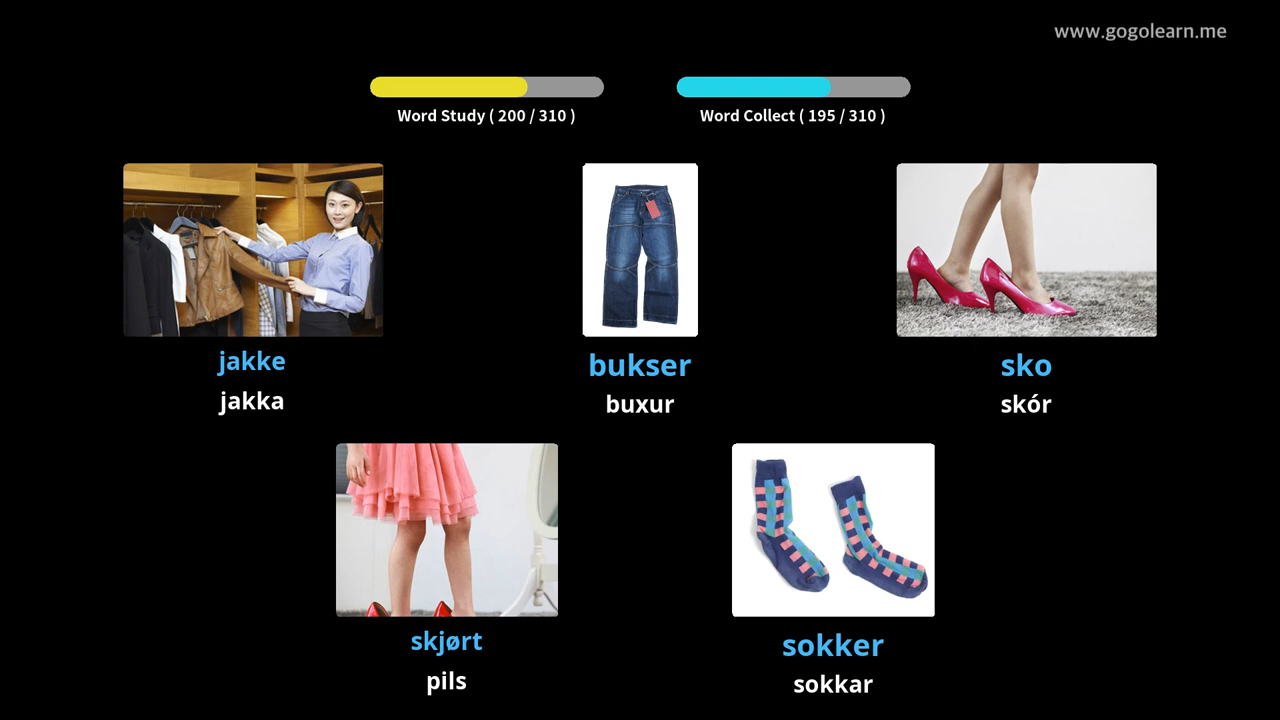 www.gogolearn.me
Word Study ( 200 / 310 )
Word Collect ( 195 / 310 )
jakke
jakka
bukser
buxur
sko
skór
skjørt
pils
sokker
sokkar